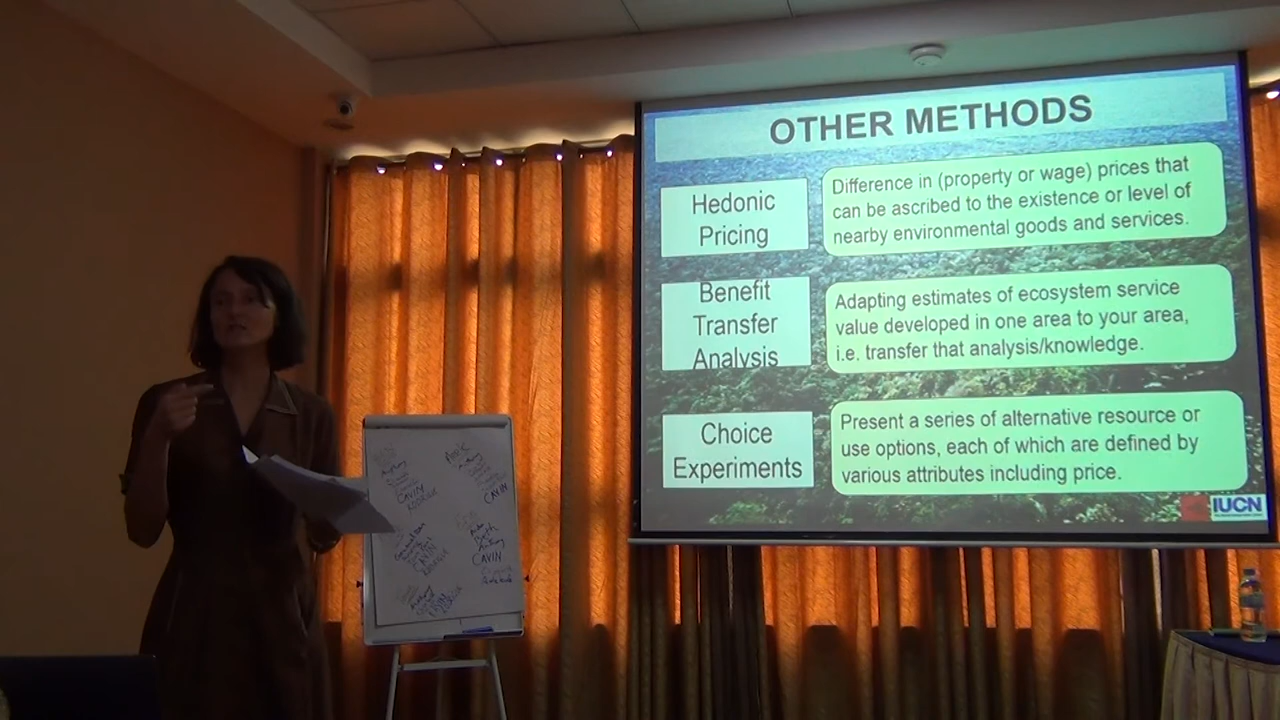 OTHER METHODS
Hedonic
Pricing
Difference in (property or wage) prices that
can be ascribed to the existence or level of
nearby environmental goods and services.
Benefit
Transfer
Analysis
Adapting estimates of ecosystem service
value developed in one area to your area,
i.e. transfer that analysis/knowledge.
Choice
Experiments
Present a series of alternative resource or
use options, each of which are defined by
various attributes including price.
IUCN
CAVIN
CAVIN
CAVIN
CAVIN